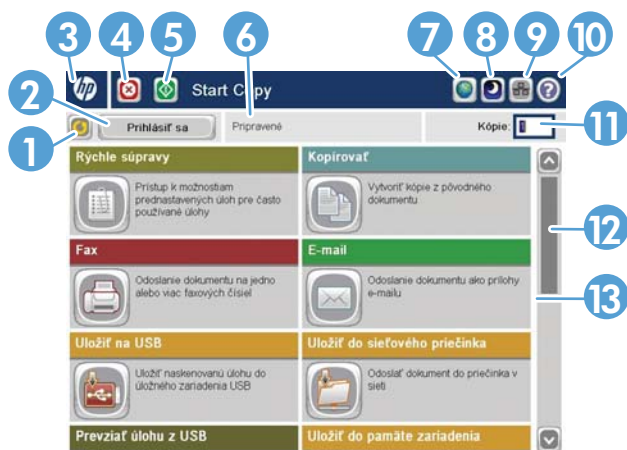 3 4 5 6 7 8 9 10
hp Start Copy ?
2 Prihlásiť sa Pripravené Kópie: 1 11
1
Rýchle súpravy
Prístup k možnostiam
prednastavených úloh pre často
používané úlohy
Kopírovať
Vytvoriť kópie z pôvodného
dokumentu
12
Fax
Odoslanie dokumentu na jedno
alebo viac faxových čísiel
E-mail
Odoslanie dokumentu ako prílohy
e-mailu
13
Uložiť na USB
Uložiť naskenovanú úlohu do
úložného zariadenia USB
Uložiť do sieťového priečinka
Odoslať dokument do priečinka v
sieti
Prevziať úlohu z USB
Uložiť do pamäte zariadenia